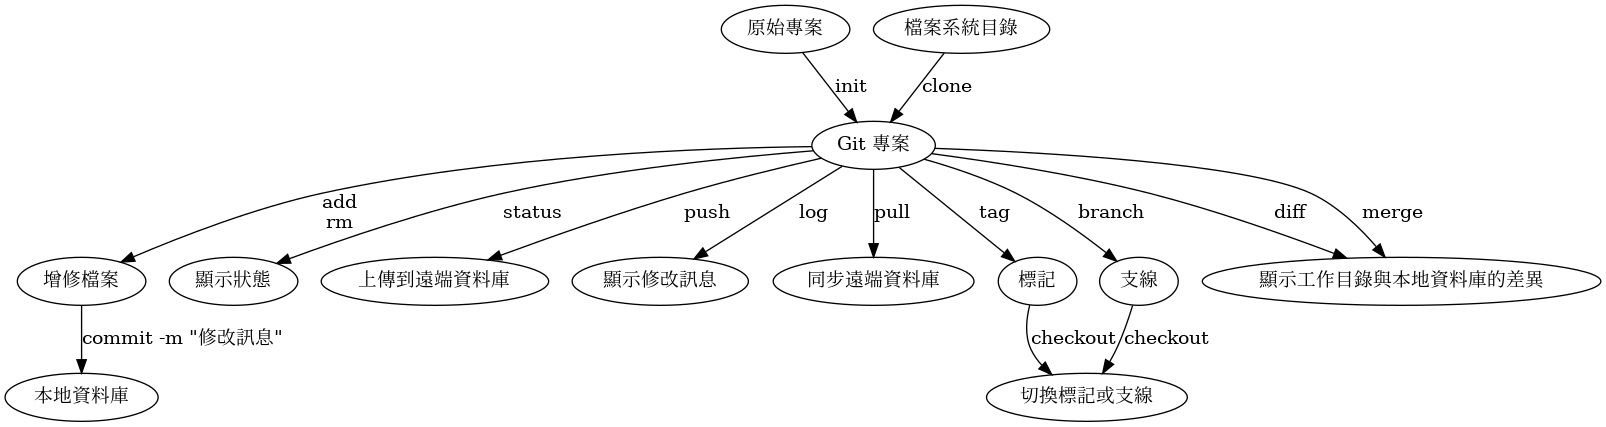 原始專案
檔案系統目錄
init
clone
Git 專案
add
rm
status
push
log
pull
tag
branch
diff
merge
增修檔案
顯示狀態
上傳到遠端資料庫
顯示修改訊息
同步遠端資料庫
標記
支線
顯示工作目錄與本地資料庫的差異
commit -m "修改訊息"
checkout
checkout
本地資料庫
切換標記或支線